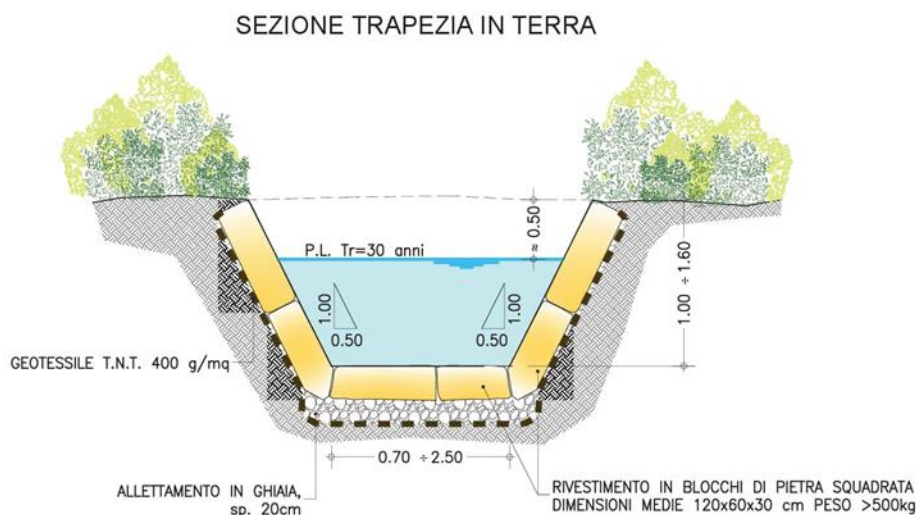 SEZIONE TRAPEZIA IN TERRA
P.L. Tr=30 anni
≈ 0.50
1.00 ÷ 1.60
1.00
0.50
1.00
0.50
GEOTESSILE T.N.T. 400 g/mq
0.70 ÷ 2.50
ALLETTAMENTO IN GHIAIA,
sp. 20cm
RIVESTIMENTO IN BLOCCHI DI PIETRA SQUADRATA
DIMENSIONI MEDIE 120x60x30 cm PESO >500kg